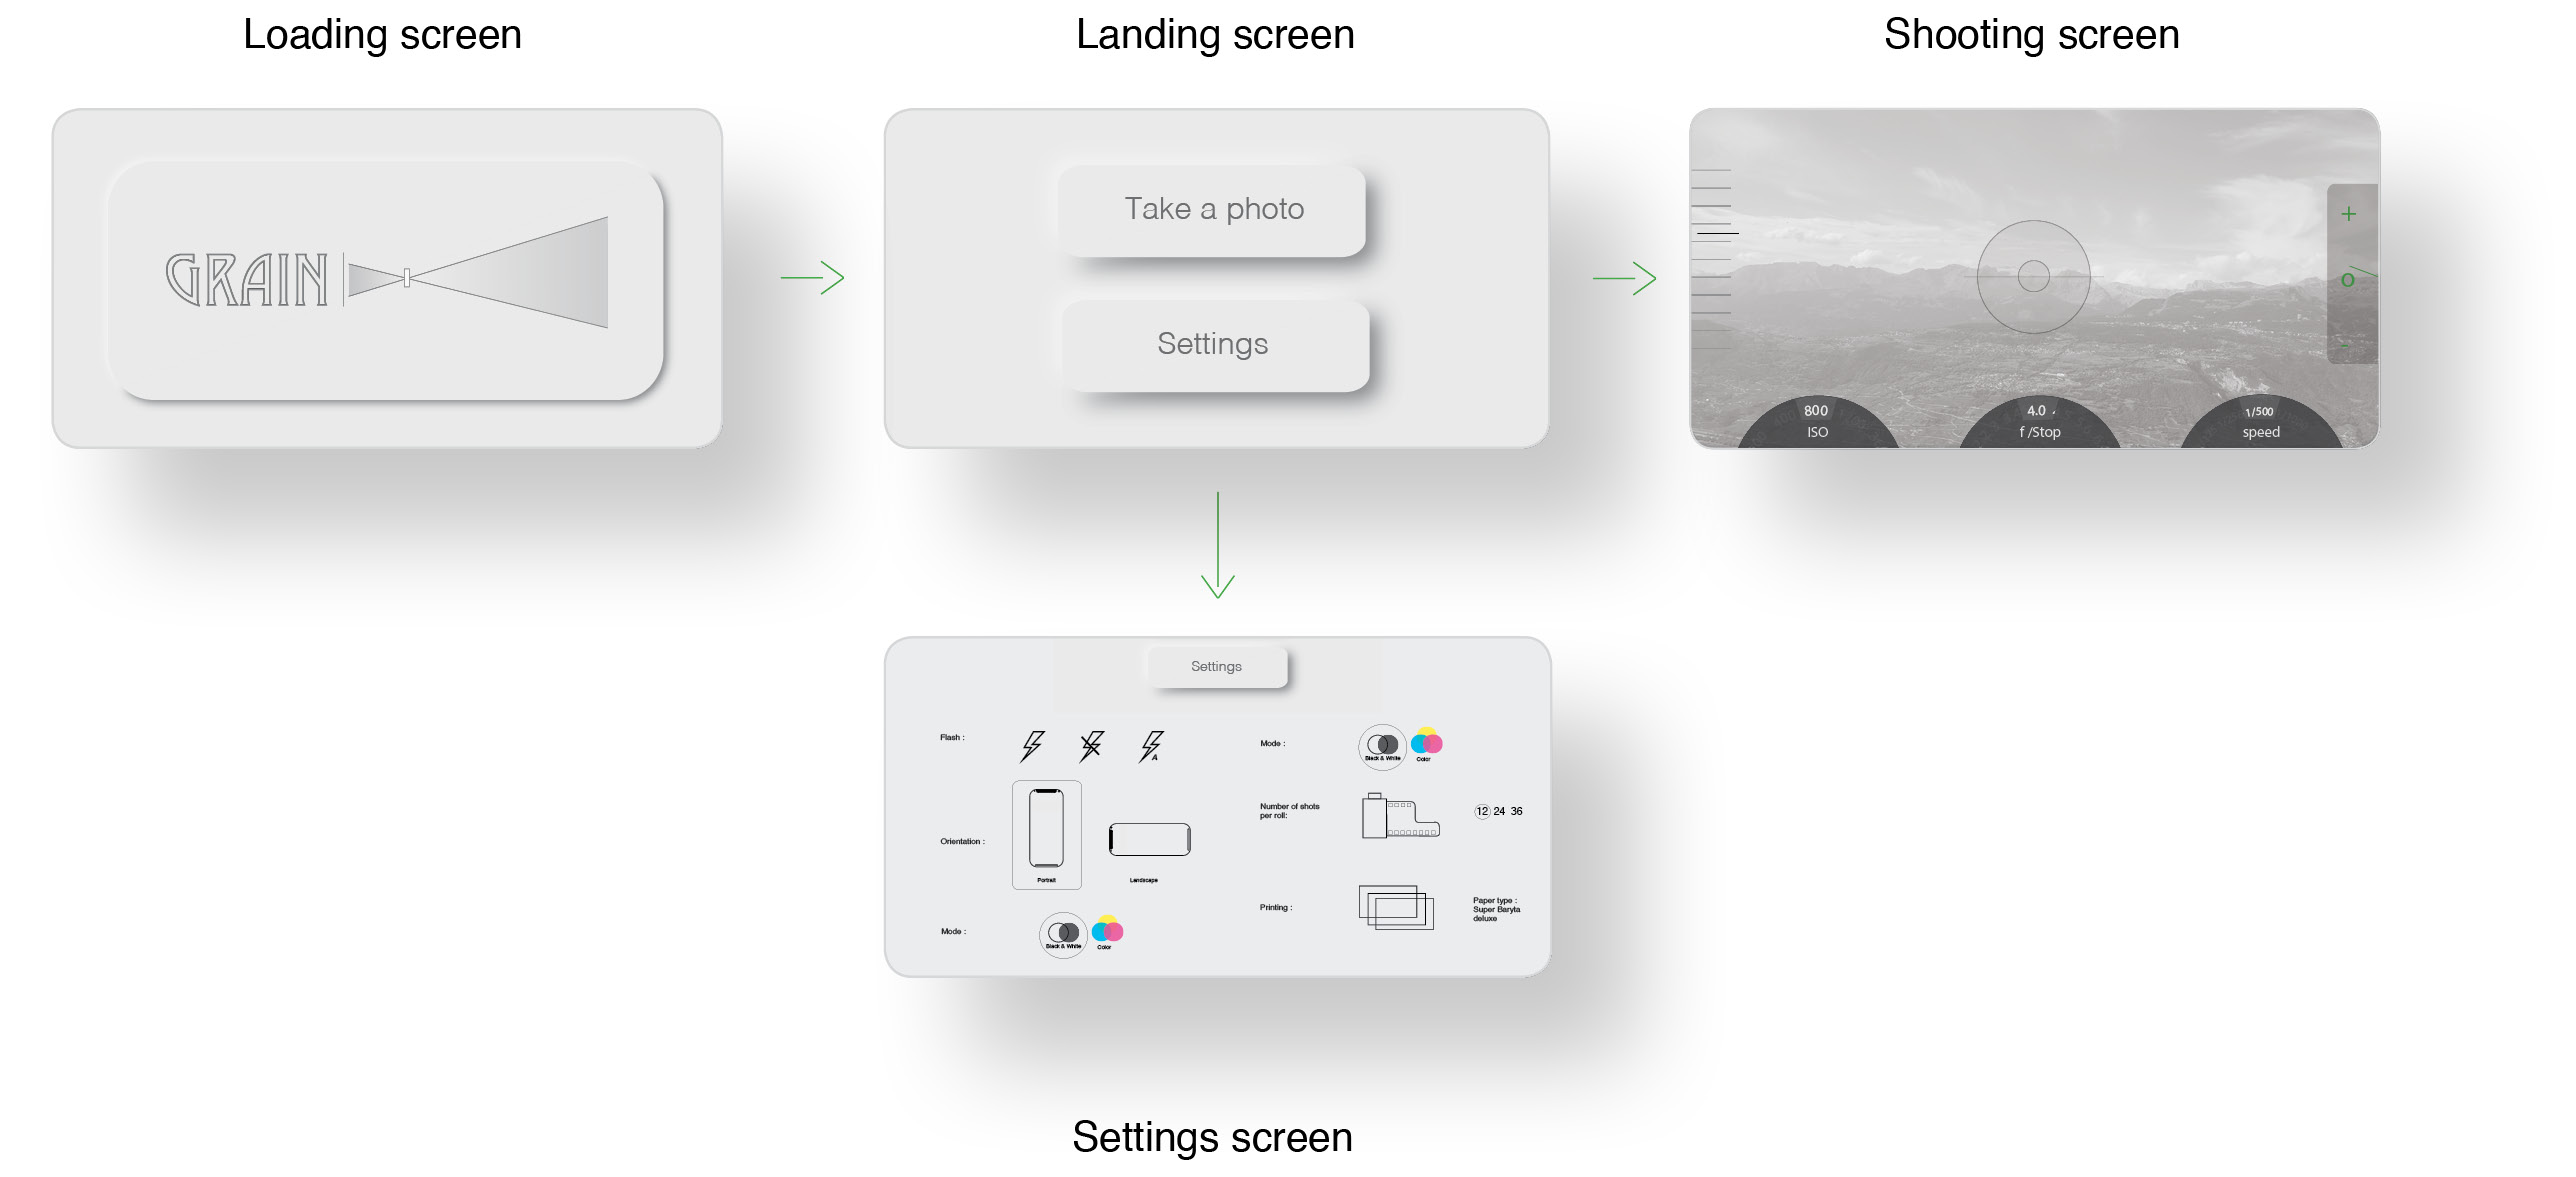 Loading screen
Landing screen
Shooting screen
GRAIN
Take a photo
Settings
+
o
-
800
ISO
4.0
f /Stop
1/500
speed
Settings
Flash :
A
Orientation :
Portrait
Landscape
Mode :
Black & White
Color
Mode :
Black & White
Color
Number of shots
per roll:
12 24 36
Printing :
Paper type :
Super Baryta
deluxe
Settings screen